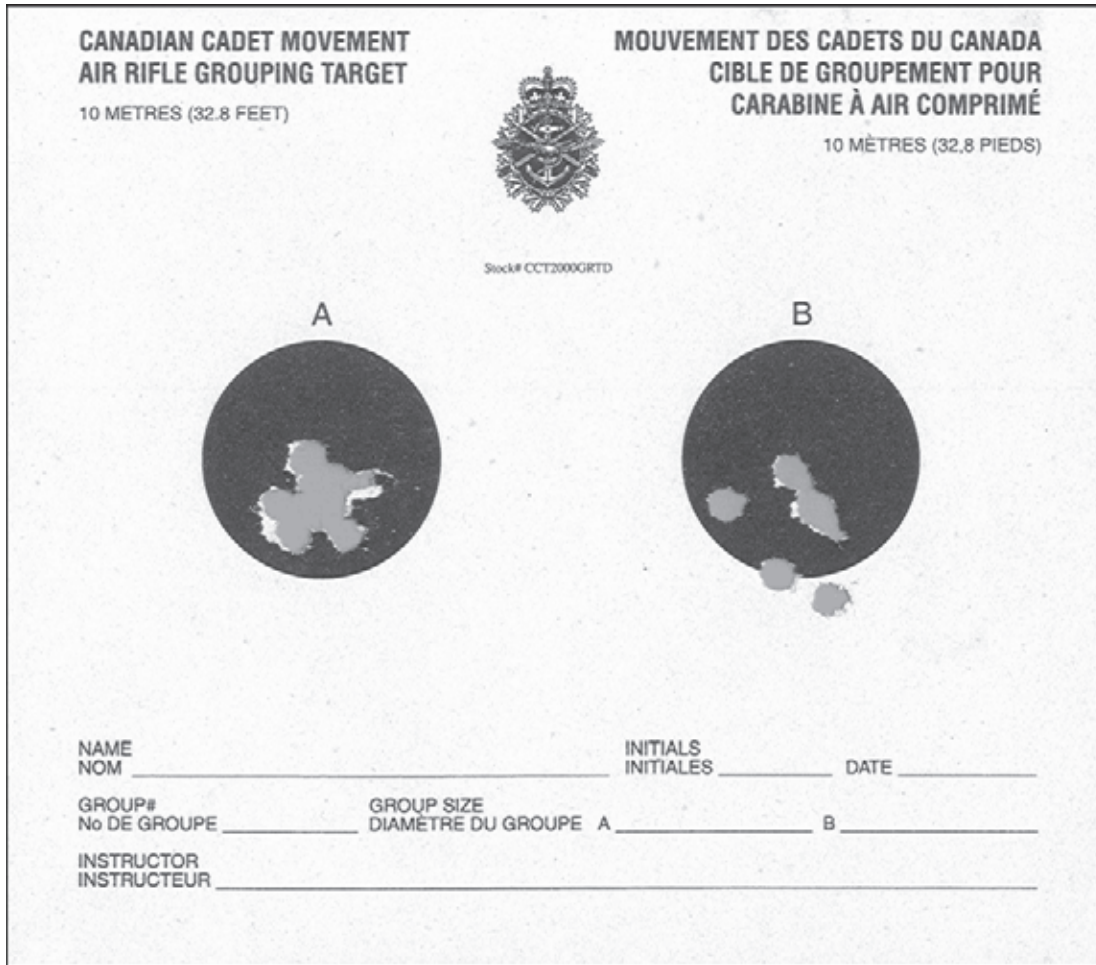 CANADIAN CADET MOVEMENT
AIR RIFLE GROUPING TARGET
10 METRES (32.8 FEET)
MOUVEMENT DES CADETS DU CANADA
CIBLE DE GROUPEMENT POUR
CARABINE À AIR COMPRIMÉ
10 MÈTRES (32,8 PIEDS)
Stock# CCT2000GRTD
A
B
NAME
NOM
INITIALS
INITIALES
DATE
GROUP#
No DE GROUPE
GROUP SIZE
DIAMÈTRE DU GROUPE A B
INSTRUCTOR
INSTRUCTEUR